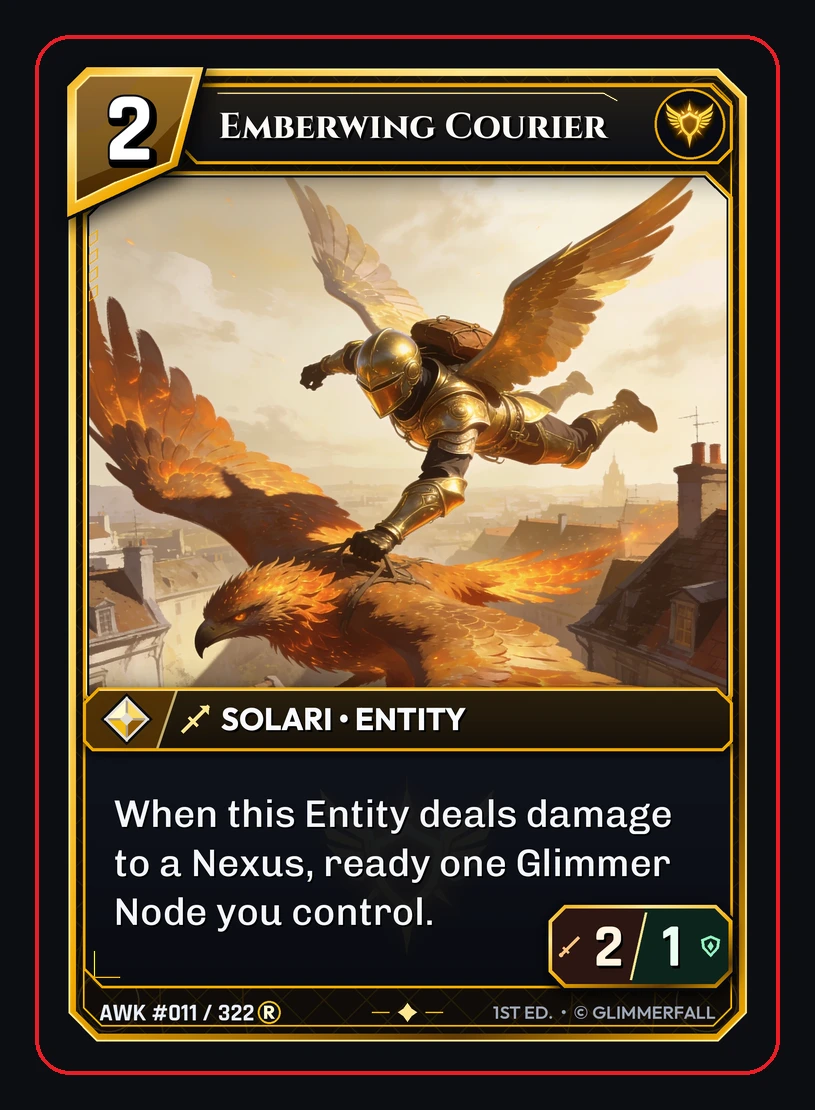 2
EMBERWING COURIER
SOLARI • ENTITY
When this Entity deals damage
to a Nexus, ready one Glimmer
Node you control.
2/1
AWK #011 / 322 Ⓡ
1ST ED. • © GLIMMERFALL